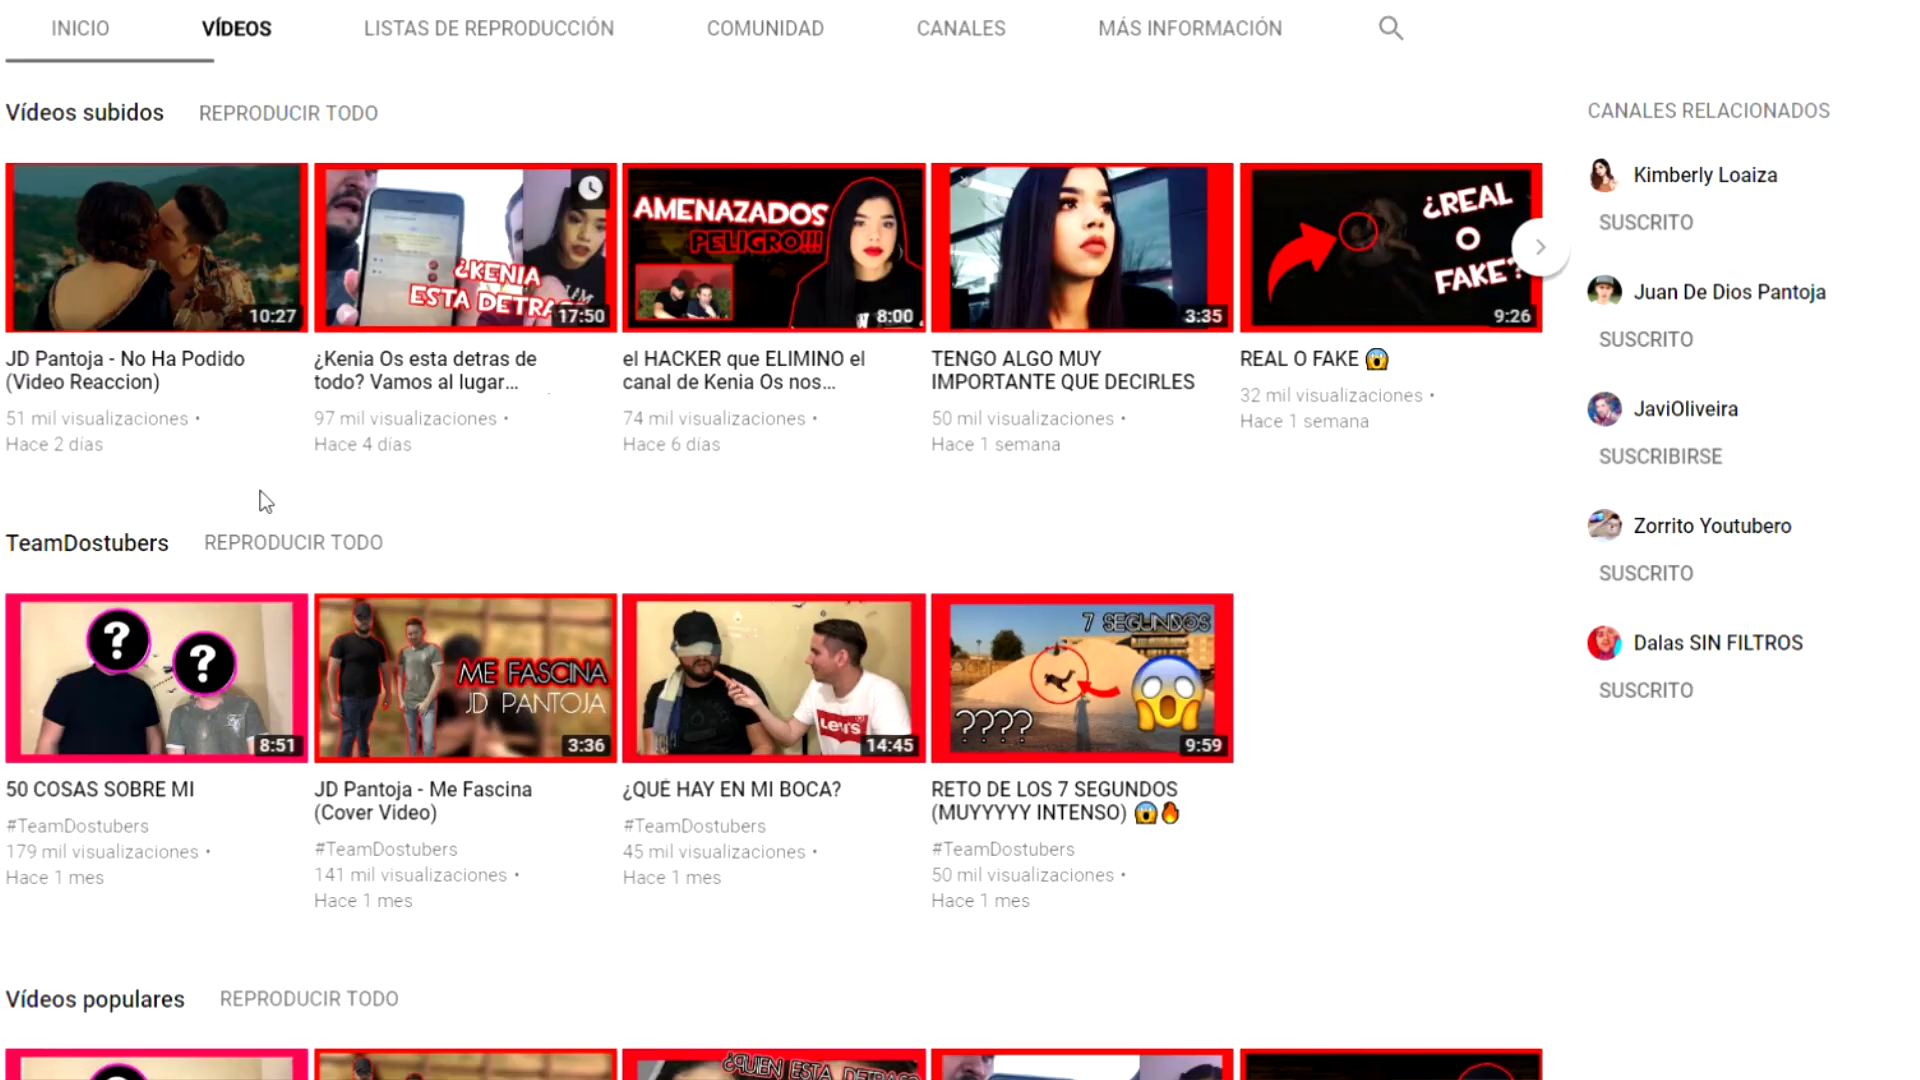 INICIO
VÍDEOS
LISTAS DE REPRODUCCIÓN
COMUNIDAD
CANALES
MÁS INFORMACIÓN
Vídeos subidos
REPRODUCIR TODO
10:27
¿KENIA
ESTA DETRA
17:50
AMENAZADOS
PELIGRO!!!
8:00
3:35
¿REAL
O
FAKE?
9:26
JD Pantoja - No Ha Podido
(Video Reaccion)
51 mil visualizaciones •
Hace 2 días
¿Kenia Os esta detras de
todo? Vamos al lugar...
97 mil visualizaciones •
Hace 4 días
el HACKER que ELIMINO el
canal de Kenia Os nos...
74 mil visualizaciones •
Hace 6 días
TENGO ALGO MUY
IMPORTANTE QUE DECIRLES
50 mil visualizaciones •
Hace 1 semana
REAL O FAKE 😱
32 mil visualizaciones •
Hace 1 semana
TeamDostubers
REPRODUCIR TODO
?
?
8:51
ME FASCINA
JD PANTOJA
3:36
Levi's
14:45
7 SEGUNDOS
????
9:59
50 COSAS SOBRE MI
#TeamDostubers
179 mil visualizaciones •
Hace 1 mes
JD Pantoja - Me Fascina
(Cover Video)
#TeamDostubers
141 mil visualizaciones •
Hace 1 mes
¿QUÉ HAY EN MI BOCA?
#TeamDostubers
45 mil visualizaciones •
Hace 1 mes
RETO DE LOS 7 SEGUNDOS
(MUYYYYY INTENSO) 😱🔥
#TeamDostubers
50 mil visualizaciones •
Hace 1 mes
Vídeos populares
REPRODUCIR TODO
¿QUIEN ESTA DETRAS
CANALES RELACIONADOS
Kimberly Loaiza
SUSCRITO
Juan De Dios Pantoja
SUSCRITO
JaviOliveira
SUSCRIBIRSE
Zorrito Youtubero
SUSCRITO
Dalas SIN FILTROS
SUSCRITO